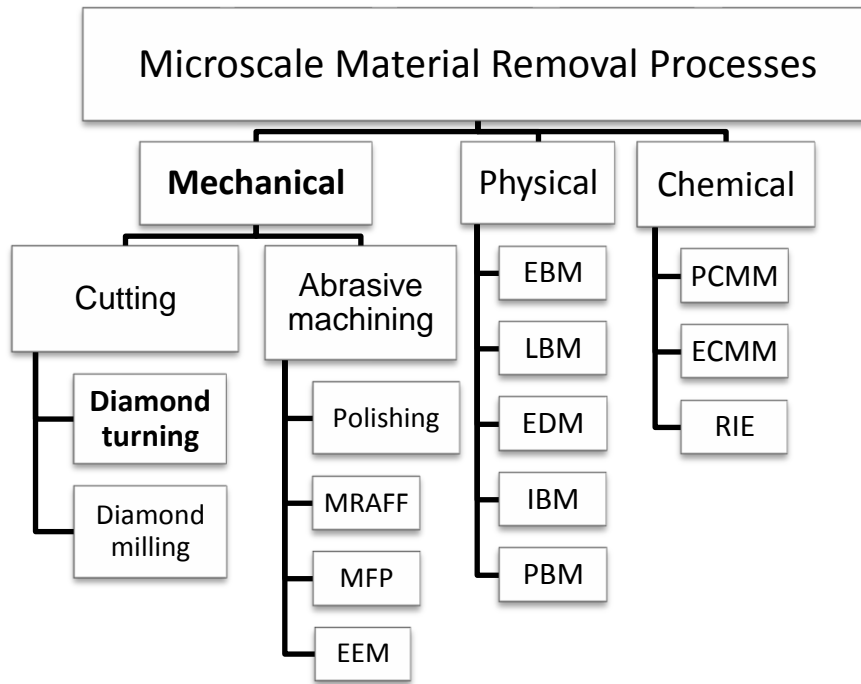 Microscale Material Removal Processes
Mechanical
Physical
Chemical
Cutting
Abrasive
machining
Diamond
turning
Diamond
milling
Polishing
MRAFF
MFP
EEM
EBM
LBM
EDM
IBM
PBM
PCMM
ECMM
RIE